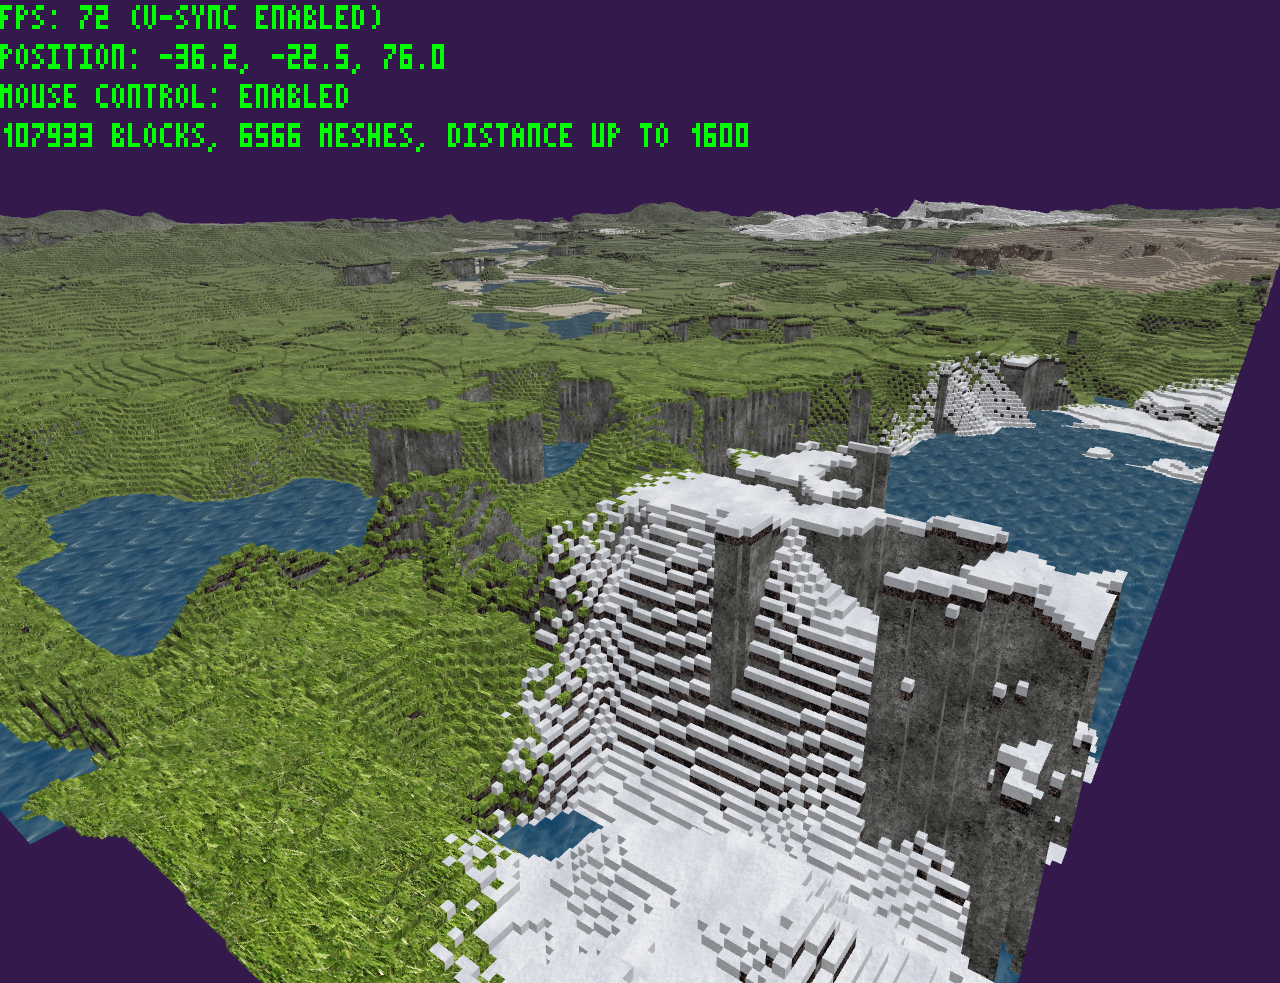 FPS: 72 (V-SYNC ENABLED)
POSITION: -36.2, -22.5, 76.0
MOUSE CONTROL: ENABLED
107933 BLOCKS, 6566 MESHES, DISTANCE UP TO 1600